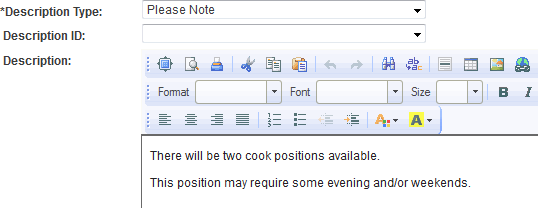 *Description Type: Please Note
Description ID:
Description:
Format Font Size B I
A A
There will be two cook positions available.
This position may require some evening and/or weekends.